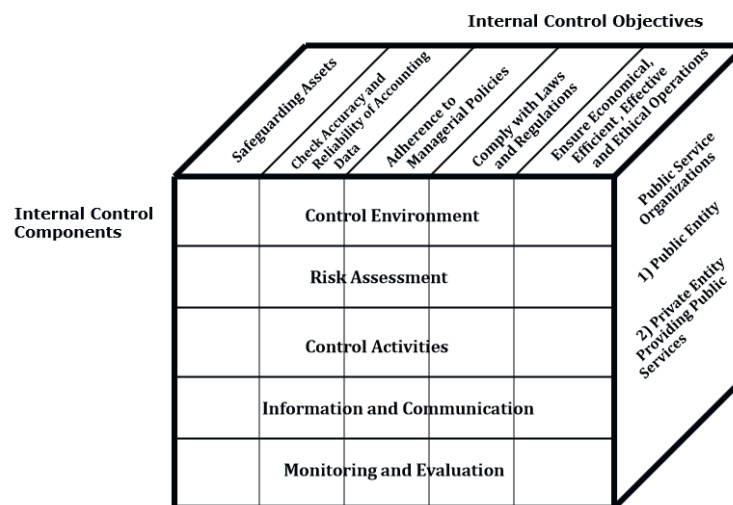 Internal Control Objectives
Safeguarding Assets
Check Accuracy and
Reliability of Accounting
Data
Adherence to
Managerial Policies
Comply with Laws
and Regulations
Ensure Economical,
Efficient , Effective
and Ethical Operations
Internal Control
Components
Control Environment
Risk Assessment
Control Activities
Information and Communication
Monitoring and Evaluation
Public Service
Organizations
1) Public Entity
2) Private Entity
Providing Public
Services